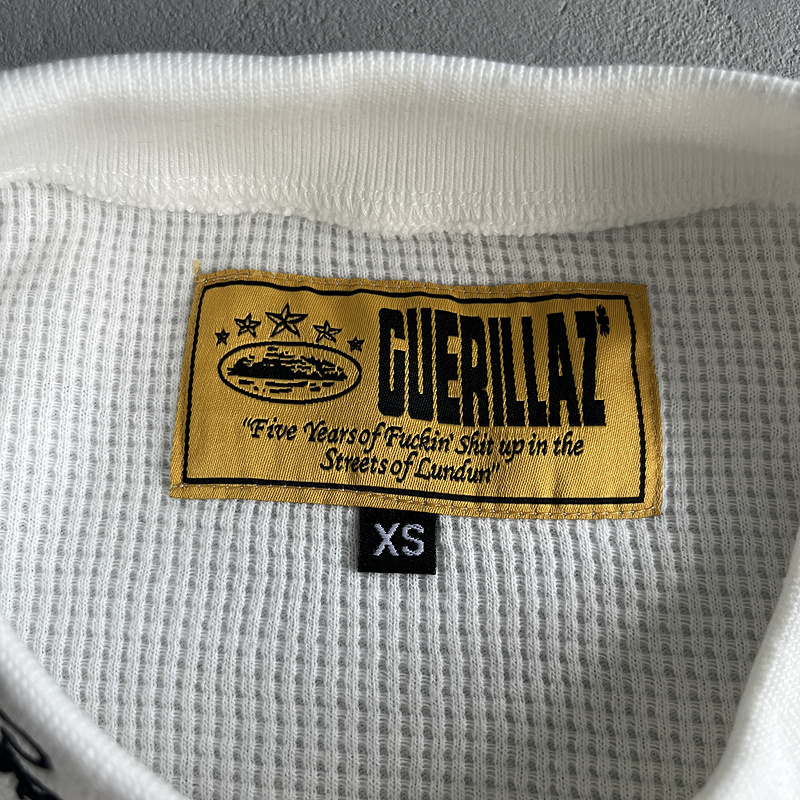 GUERILLAZ
"Five Years of Fuckin' Shit up in the
Streets of Lundun"
XS